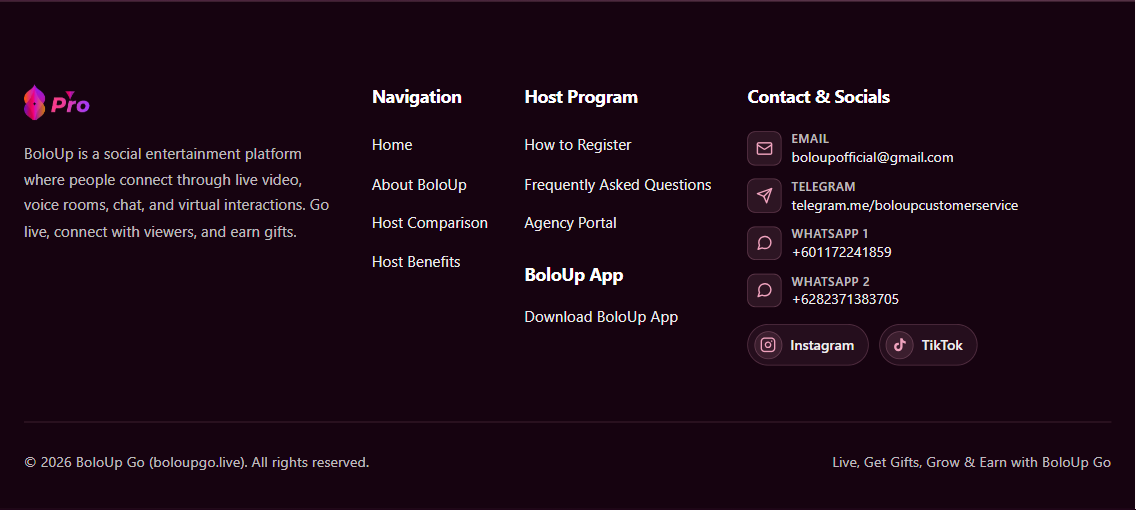 Pro
BoloUp is a social entertainment platform
where people connect through live video,
voice rooms, chat, and virtual interactions. Go
live, connect with viewers, and earn gifts.
Navigation
Home
About BoloUp
Host Comparison
Host Benefits
Host Program
How to Register
Frequently Asked Questions
Agency Portal
BoloUp App
Download BoloUp App
Contact & Socials
EMAIL
boloupofficial@gmail.com
TELEGRAM
telegram.me/boloupcustomerservice
WHATSAPP 1
+601172241859
WHATSAPP 2
+6282371383705
Instagram
TikTok
© 2026 BoloUp Go (boloupgo.live). All rights reserved.
Live, Get Gifts, Grow & Earn with BoloUp Go